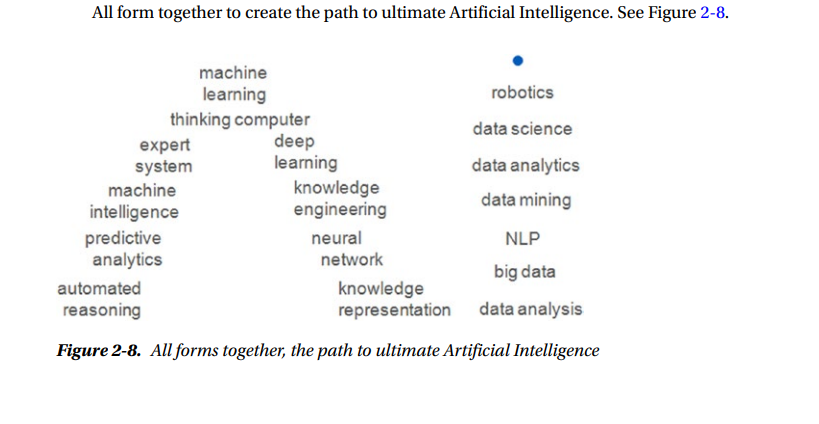 All form together to create the path to ultimate Artificial Intelligence. See Figure 2-8.
machine
learning
thinking computer
expert
system
deep
learning
machine
intelligence
knowledge
engineering
predictive
analytics
neural
network
automated
reasoning
knowledge
representation
robotics
data science
data analytics
data mining
NLP
big data
data analysis
Figure 2-8. All forms together, the path to ultimate Artificial Intelligence